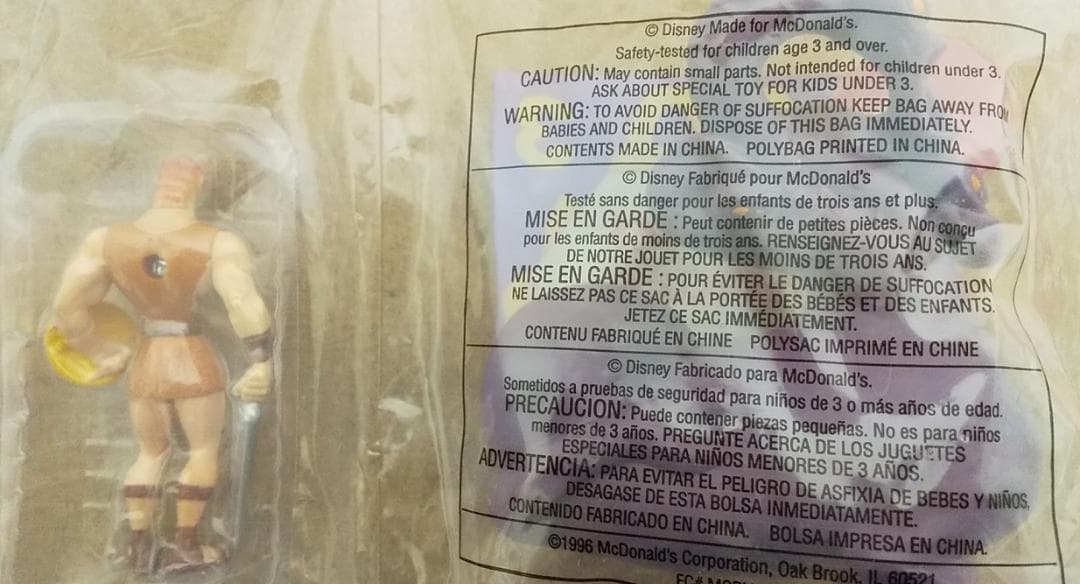 © Disney Made for McDonald's.
Safety-tested for children age 3 and over.
CAUTION: May contain small parts. Not intended for children under 3.
ASK ABOUT SPECIAL TOY FOR KIDS UNDER 3.
WARNING: TO AVOID DANGER OF SUFFOCATION KEEP BAG AWAY FROM
BABIES AND CHILDREN. DISPOSE OF THIS BAG IMMEDIATELY.
CONTENTS MADE IN CHINA. POLYBAG PRINTED IN CHINA.
© Disney Fabriqué pour McDonald's
Testé sans danger pour les enfants de trois ans et plus.
MISE EN GARDE : Peut contenir de petites pièces. Non conçu
pour les enfants de moins de trois ans. RENSEIGNEZ-VOUS AU SUJET
DE NOTRE JOUET POUR LES MOINS DE TROIS ANS.
MISE EN GARDE : POUR ÉVITER LE DANGER DE SUFFOCATION
NE LAISSEZ PAS CE SAC À LA PORTÉE DES BÉBÉS ET DES ENFANTS.
JETEZ CE SAC IMMÉDIATEMENT.
CONTENU FABRIQUÉ EN CHINE POLYSAC IMPRIMÉ EN CHINE
© Disney Fabricado para McDonald's.
Sometidos a pruebas de seguridad para niños de 3 o más años de edad.
PRECAUCION: Puede contener piezas pequeñas. No es para niños
menores de 3 años. PREGUNTE ACERCA DE LOS JUGUETES
ESPECIALES PARA NIÑOS MENORES DE 3 AÑOS.
ADVERTENCIA: PARA EVITAR EL PELIGRO DE ASFIXIA DE BEBES Y NIÑOS,
DESAGASE DE ESTA BOLSA INMEDIATAMENTE.
CONTENIDO FABRICADO EN CHINA. BOLSA IMPRESA EN CHINA.
©1996 McDonald's Corporation, Oak Brook, IL 60521